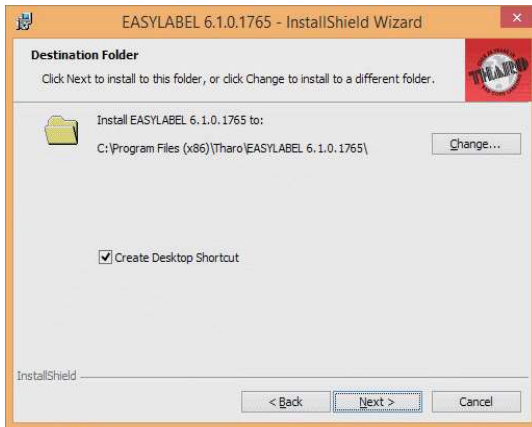 EASYLABEL 6.1.0.1765 - InstallShield Wizard
Destination Folder
Click Next to install to this folder, or click Change to install to a different folder.
THARO
Install EASYLABEL 6.1.0.1765 to:
C:\Program Files (x86)\Tharo\EASYLABEL 6.1.0.1765\
Change...
Create Desktop Shortcut
InstallShield
< Back
Next >
Cancel